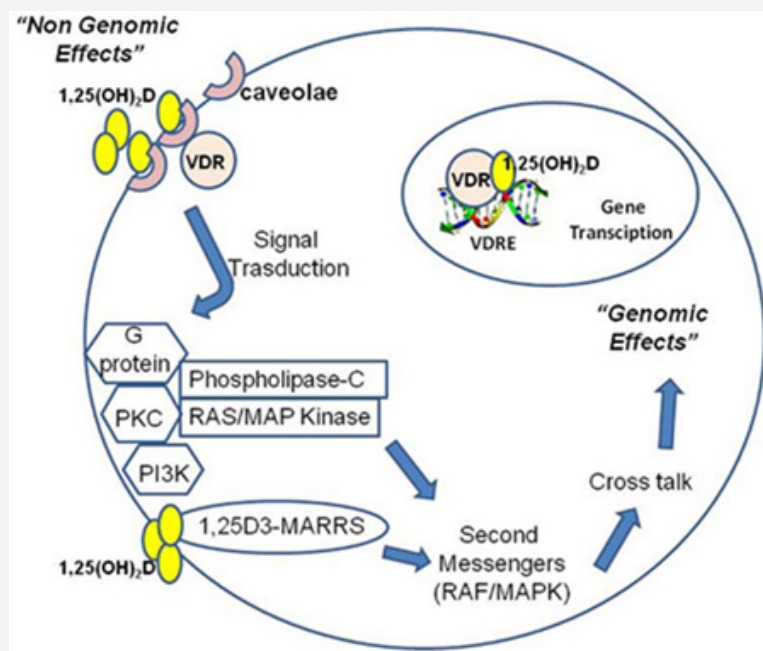 "Non Genomic
Effects"
1,25(OH)₂D
caveolae
VDR
Signal
Trasduction
VDR
1,25(OH)₂D
VDRE
Gene
Transciption
"Genomic
Effects"
G
protein
Phospholipase-C
PKC
RAS/MAP Kinase
PI3K
1,25D3-MARRS
1,25(OH)₂D
Second
Messengers
(RAF/MAPK)
Cross talk